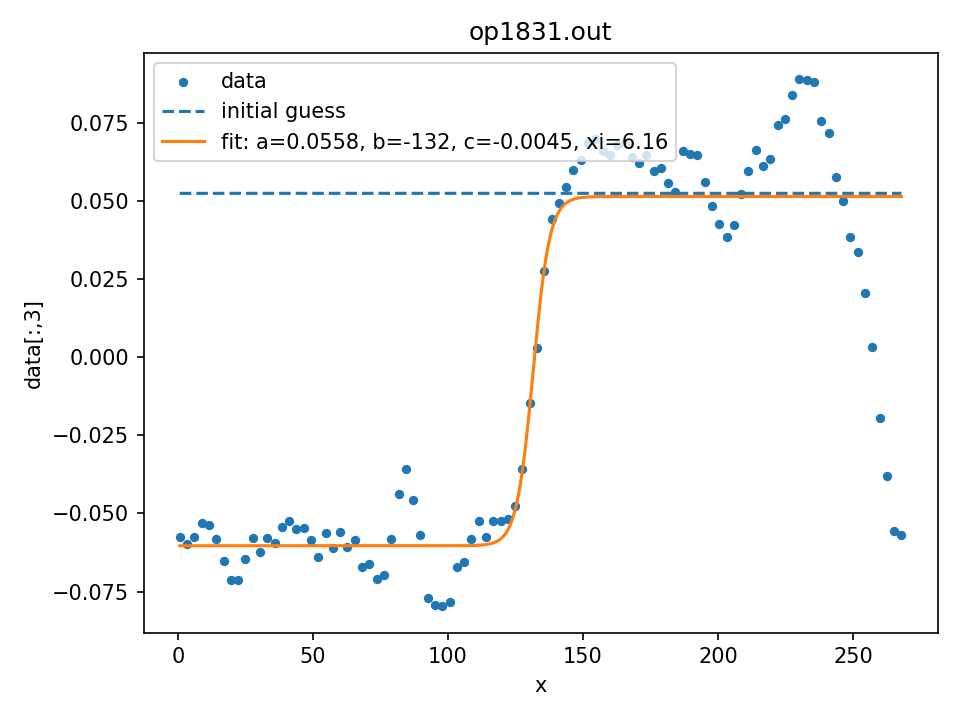 op1831.out
data
initial guess
fit: a=0.0558, b=-132, c=-0.0045, xi=6.16
0.075
0.050
0.025
0.000
−0.025
−0.050
−0.075
data[:,3]
0 50 100 150 200 250
x